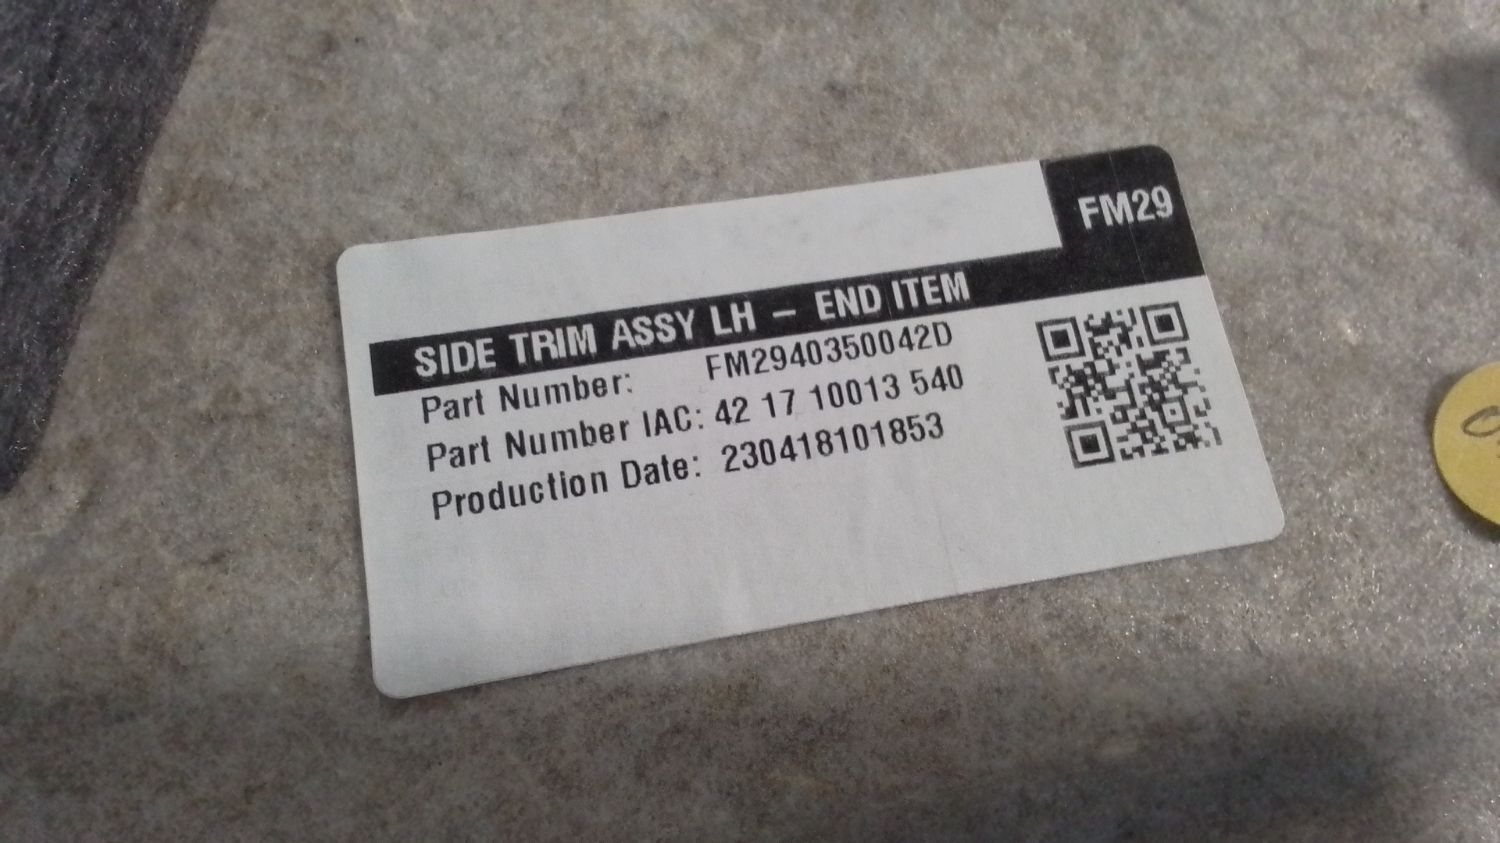 FM29
SIDE TRIM ASSY LH – END ITEM
Part Number: FM2940350042D
Part Number IAC: 42 17 10013 540
Production Date: 230418101853